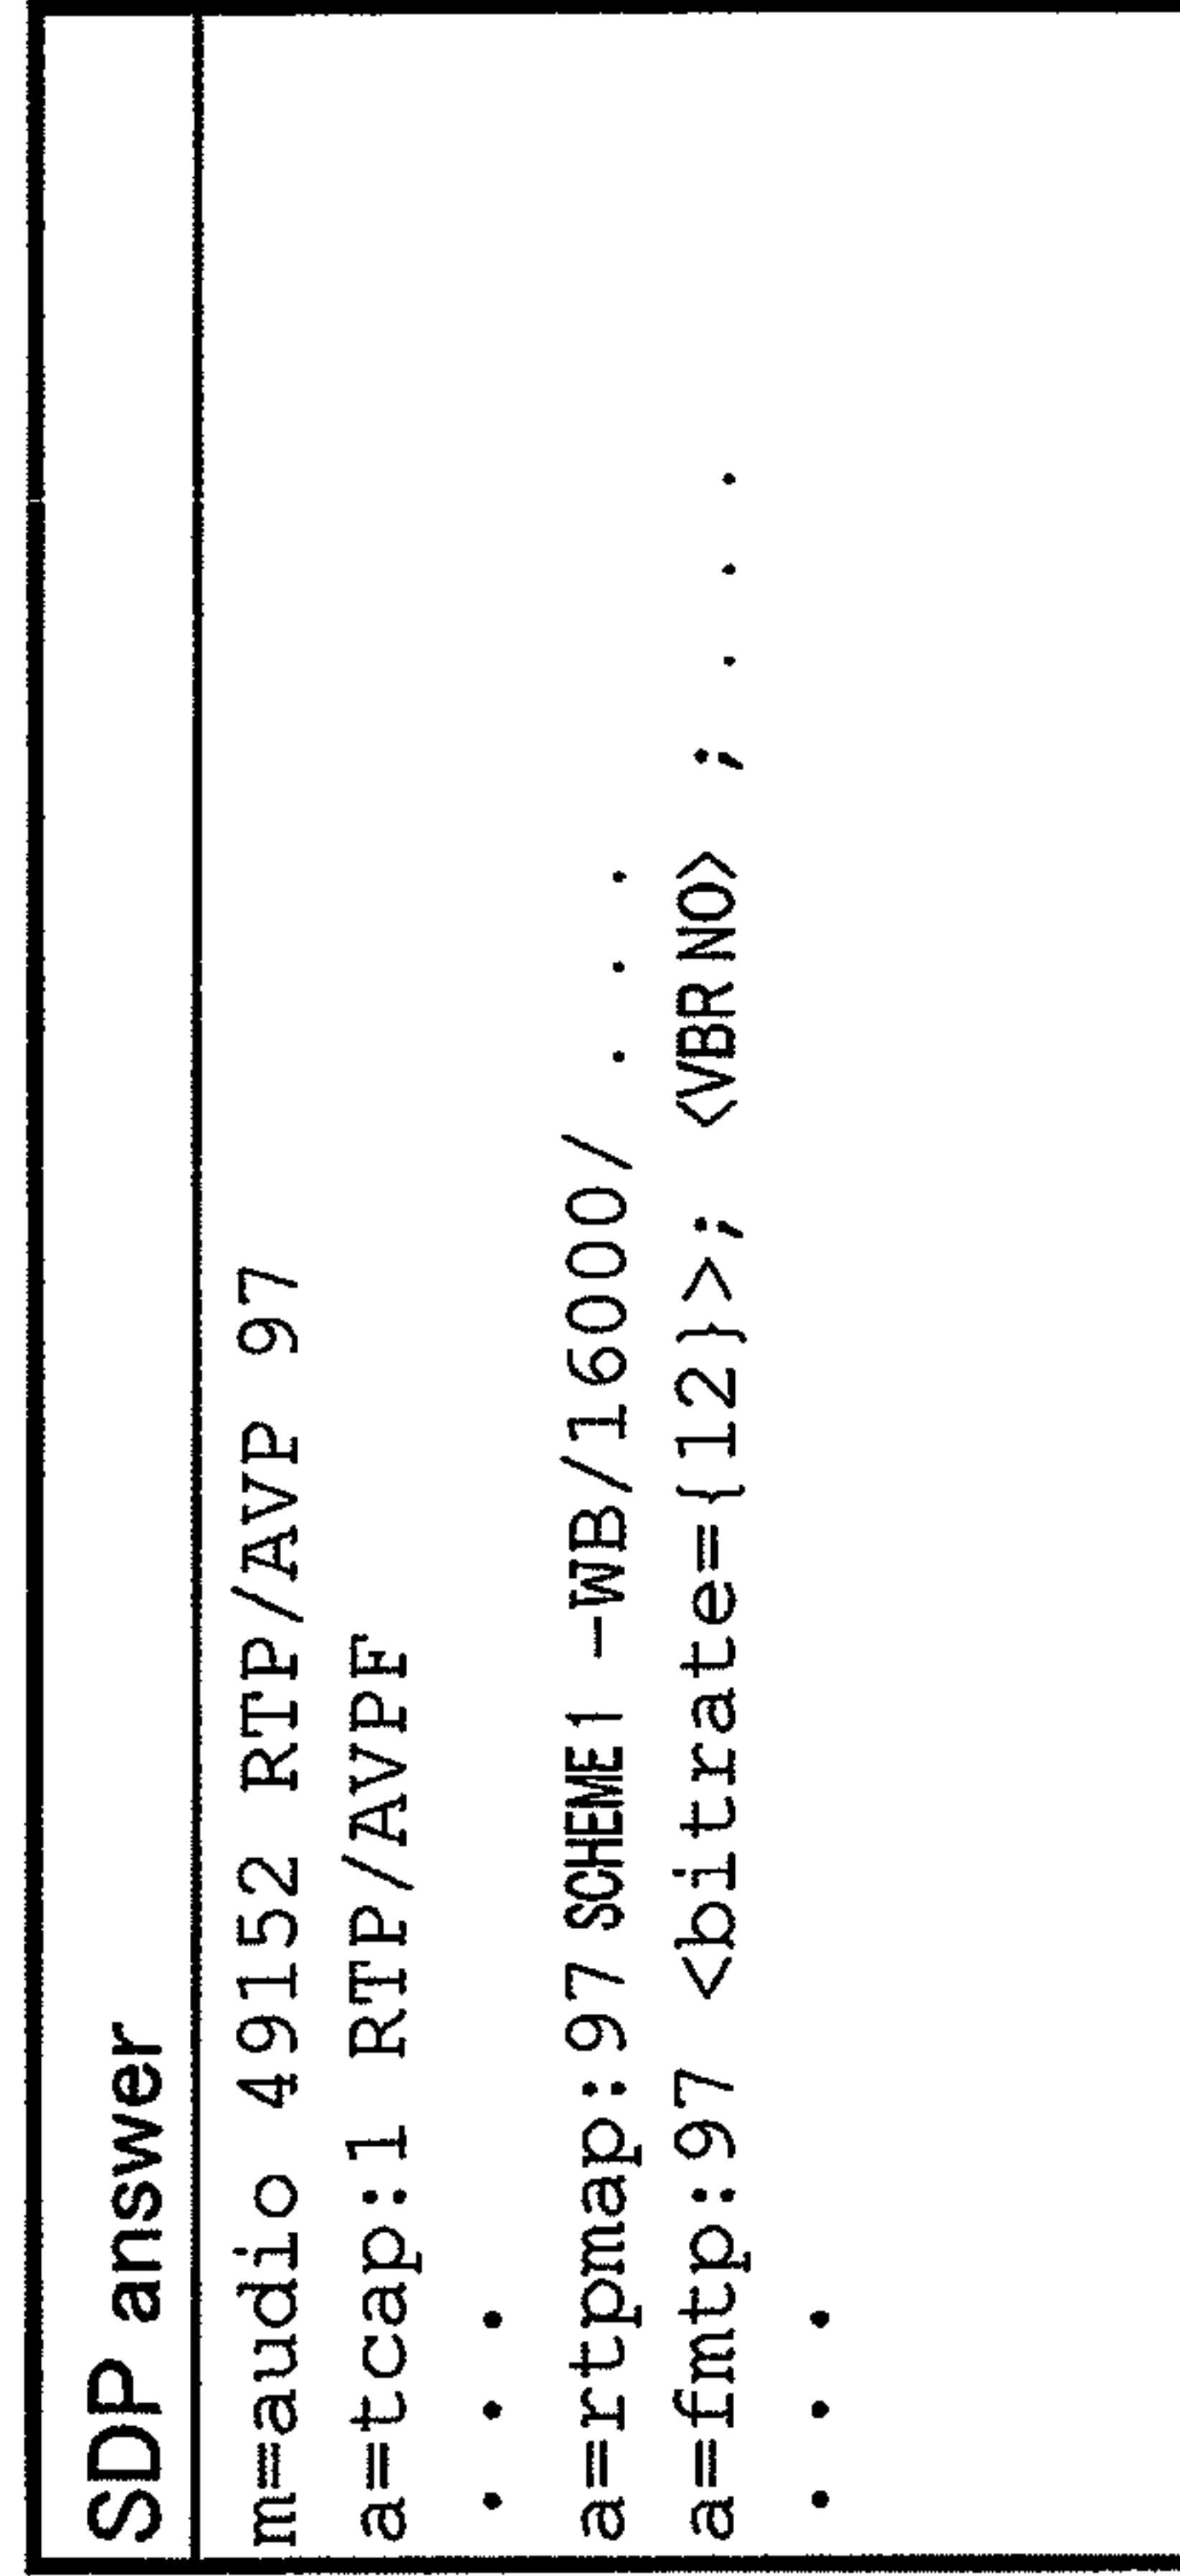 SDP answer
m=audio 49152 RTP/AVP 97
a=tcap:1 RTP/AVPF
. . .
a=rtpmap:97 SCHEME1 -WB/16000/ . . .
a=fmtp:97 <bitrate={12}>; <VBR NO> ; . . .
. . .